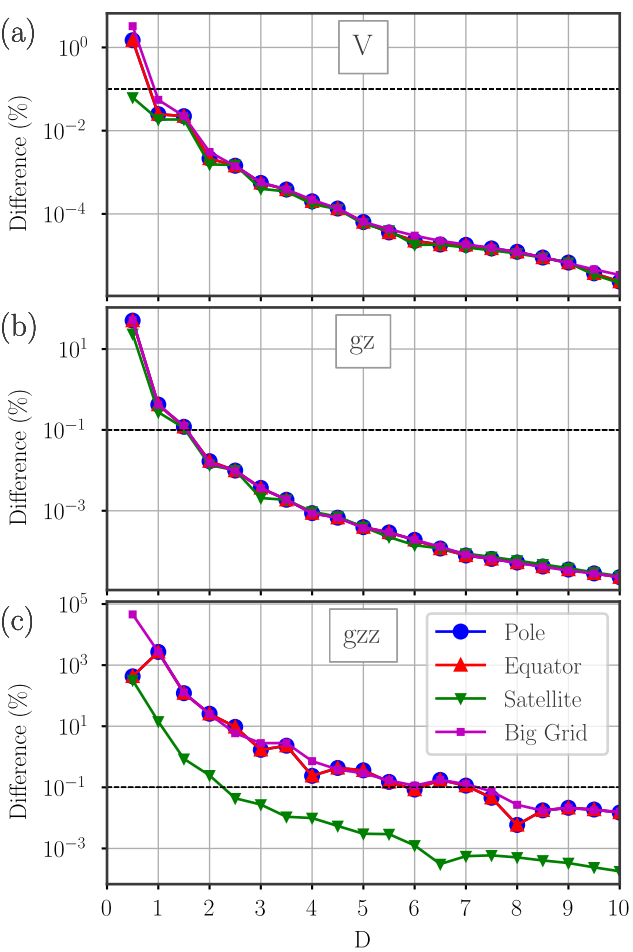 (a)
V
10^0
10^−2
10^−4
Difference (%)
(b)
gz
10^1
10^−1
10^−3
Difference (%)
(c)
gzz
10^5
10^3
10^1
10^−1
10^−3
Difference (%)
Pole
Equator
Satellite
Big Grid
0 1 2 3 4 5 6 7 8 9 10
D